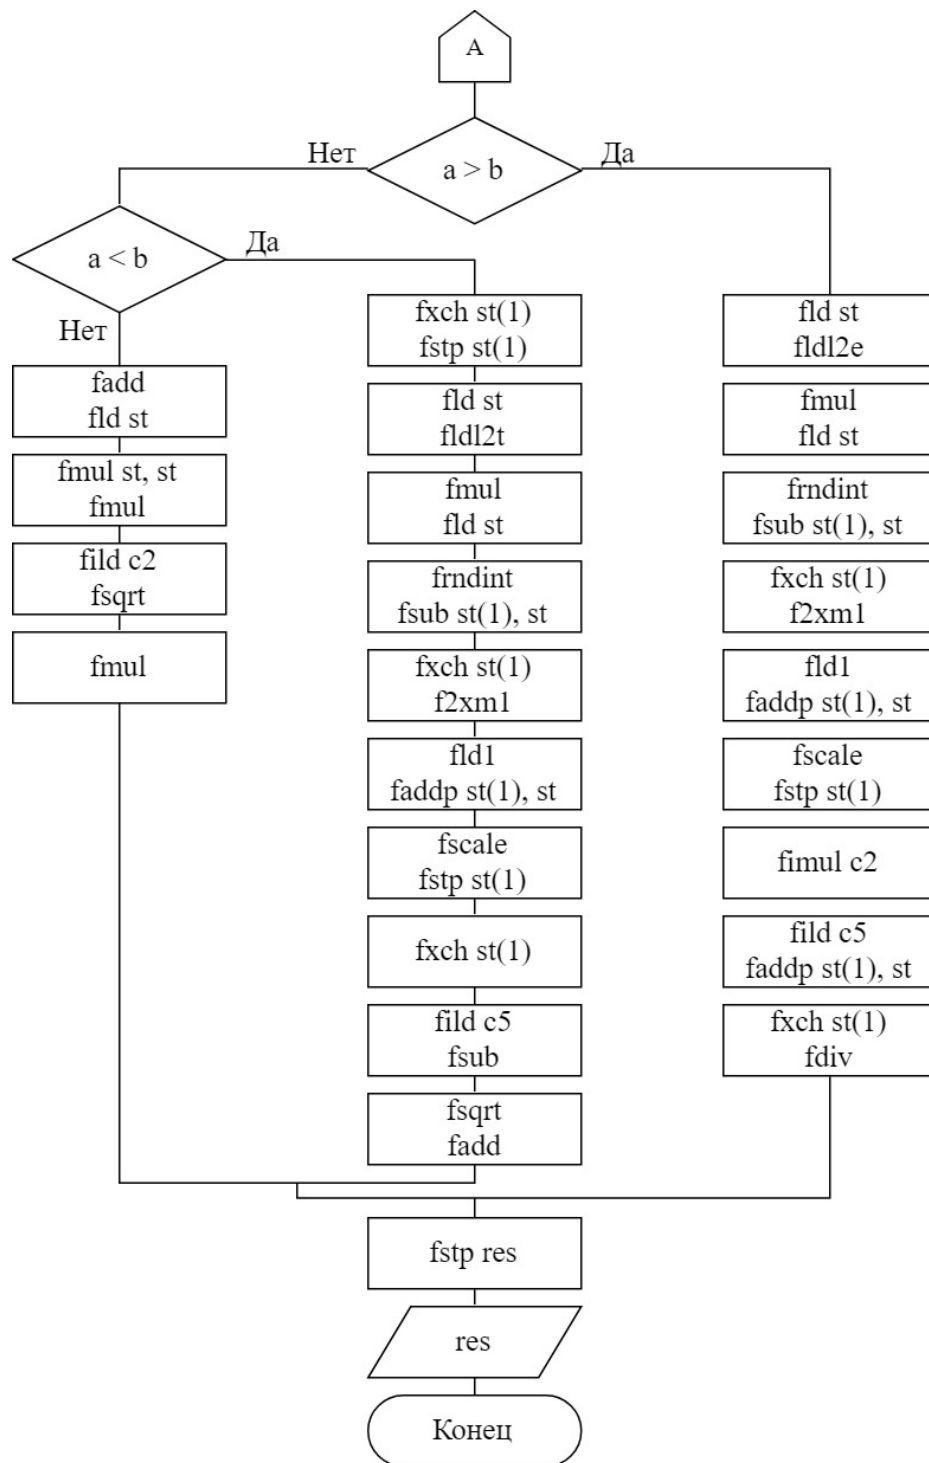 A
a > b
Нет
Да
a < b
Да
Нет
fadd
fld st
fmul st, st
fmul
fild c2
fsqrt
fmul
fxch st(1)
fstp st(1)
fld st
fldl2t
fmul
fld st
frndint
fsub st(1), st
fxch st(1)
f2xm1
fld1
faddp st(1), st
fscale
fstp st(1)
fxch st(1)
fild c5
fsub
fsqrt
fadd
fld st
fldl2e
fmul
fld st
frndint
fsub st(1), st
fxch st(1)
f2xm1
fld1
faddp st(1), st
fscale
fstp st(1)
fimul c2
fild c5
faddp st(1), st
fxch st(1)
fdiv
fstp res
res
Конец